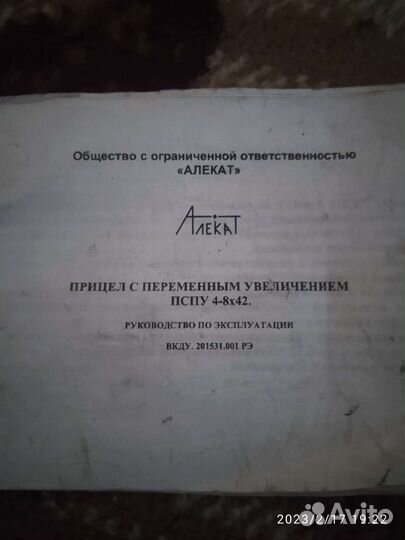 Общество с ограниченной ответственностью
«АЛЕКАТ»
АЛЕКАТ
ПРИЦЕЛ С ПЕРЕМЕННЫМ УВЕЛИЧЕНИЕМ
ПСПУ 4-8х42.
РУКОВОДСТВО ПО ЭКСПЛУАТАЦИИ
ВКДУ. 201531.001 РЭ
2023/2/17 19:22
Avito